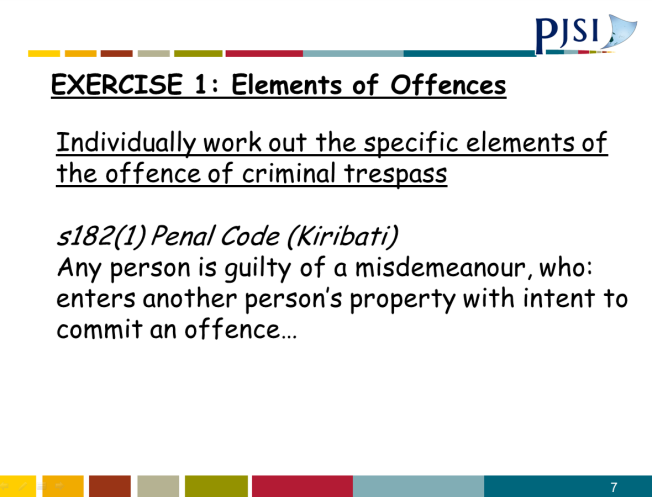 PJSI
EXERCISE 1: Elements of Offences
Individually work out the specific elements of
the offence of criminal trespass
s182(1) Penal Code (Kiribati)
Any person is guilty of a misdemeanour, who:
enters another person’s property with intent to
commit an offence…
7